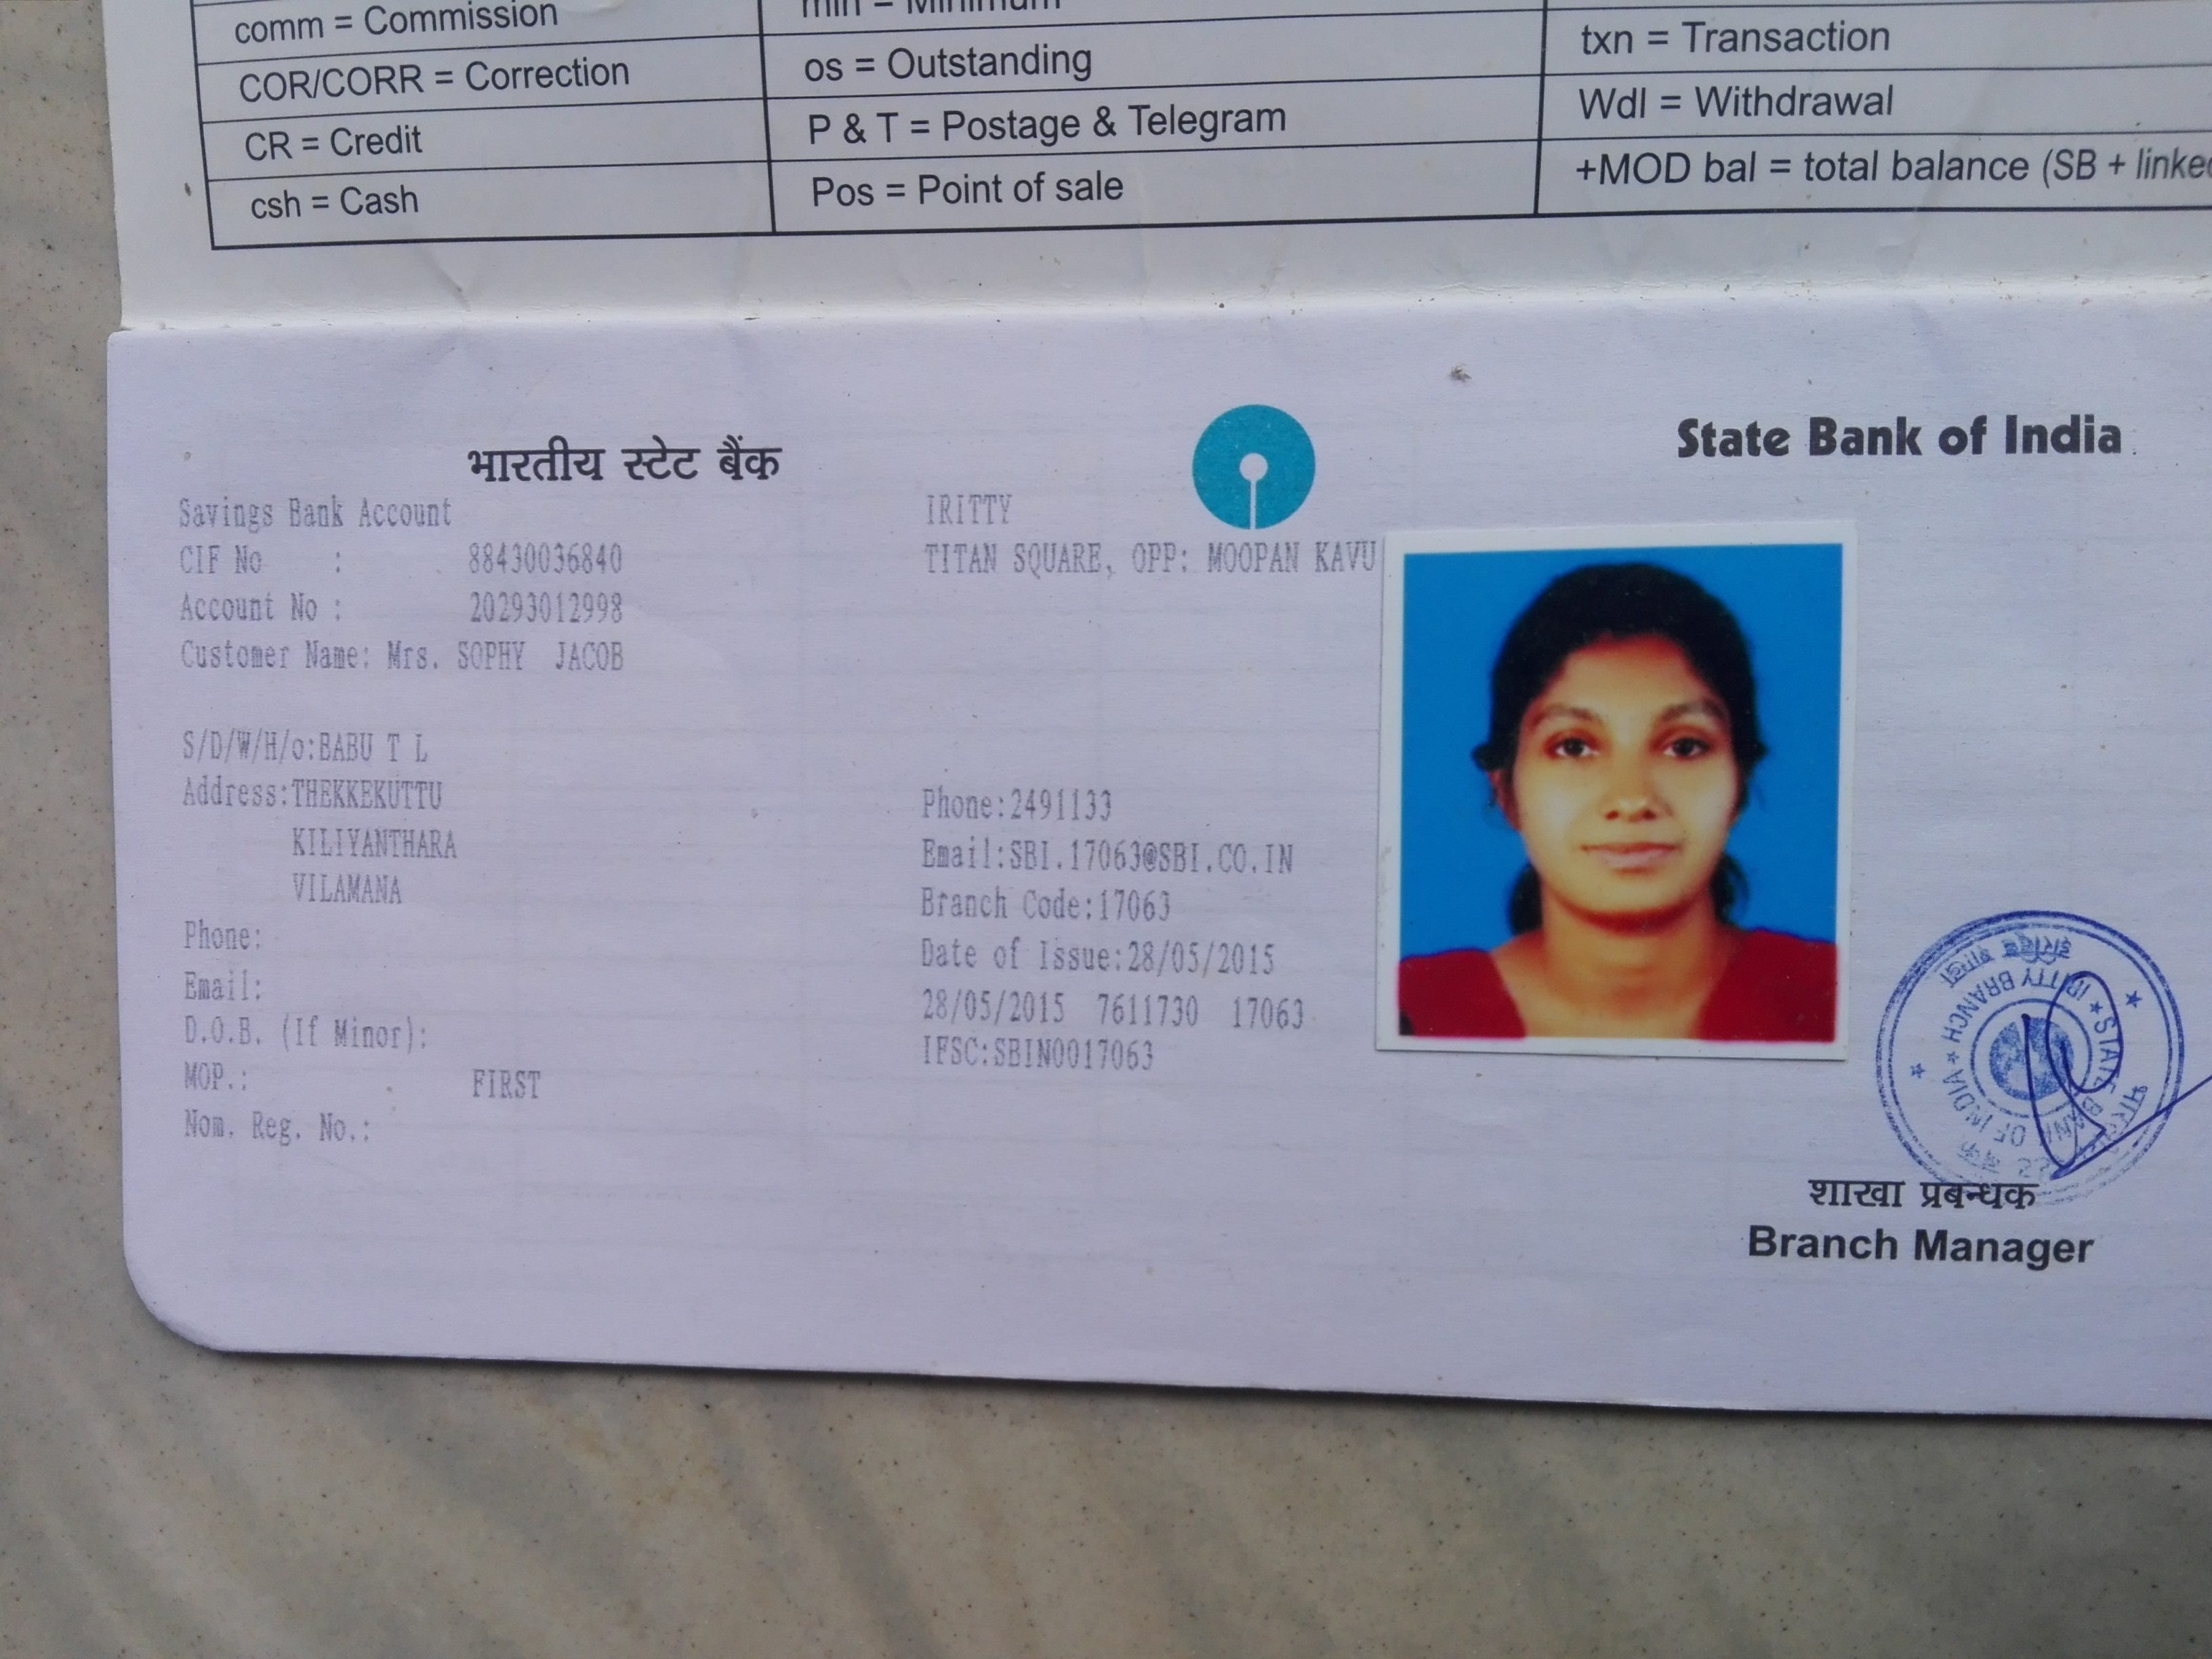 comm = Commission
COR/CORR = Correction
CR = Credit
csh = Cash
min = Minimum
os = Outstanding
P & T = Postage & Telegram
Pos = Point of sale
txn = Transaction
Wdl = Withdrawal
+MOD bal = total balance (SB + linked
भारतीय स्टेट बैंक
State Bank of India
Savings Bank Account
CIF No : 88430036840
Account No : 20293012998
Customer Name: Mrs. SOPHY JACOB
S/D/W/H/o:BABU T L
Address:THEKKEKUTTU
KILIYANTHARA
VILAMANA
Phone:
Email:
D.O.B. (If Minor):
MOP.: FIRST
Nom. Reg. No.:
IRITTY
TITAN SQUARE, OPP: MOOPAN KAVU
Phone:2491133
Email:SBI.17063@SBI.CO.IN
Branch Code:17063
Date of Issue:28/05/2015
28/05/2015 7611730 17063
IFSC:SBIN0017063
STATE BANK OF INDIA
IRITTY BRANCH
शाखा प्रबन्धक
Branch Manager